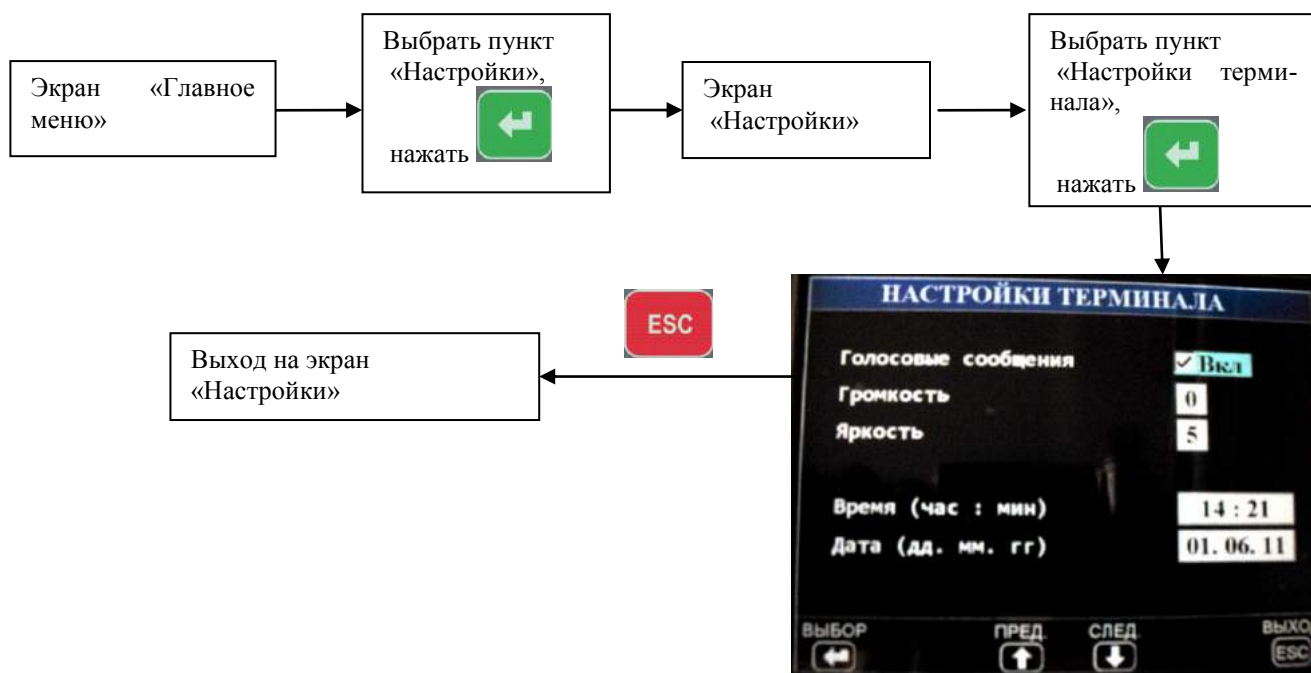 Экран «Главное
меню»
Выбрать пункт
«Настройки»,
нажать
Экран
«Настройки»
Выбрать пункт
«Настройки терми-
нала»,
нажать
ESC
Выход на экран
«Настройки»
НАСТРОЙКИ ТЕРМИНАЛА
Голосовые сообщения Вкл
Громкость 0
Яркость 5
Время (час : мин) 14 : 21
Дата (дд. мм. гг) 01. 06. 11
ВЫБОР ПРЕД. СЛЕД. ВЫХО
ESC